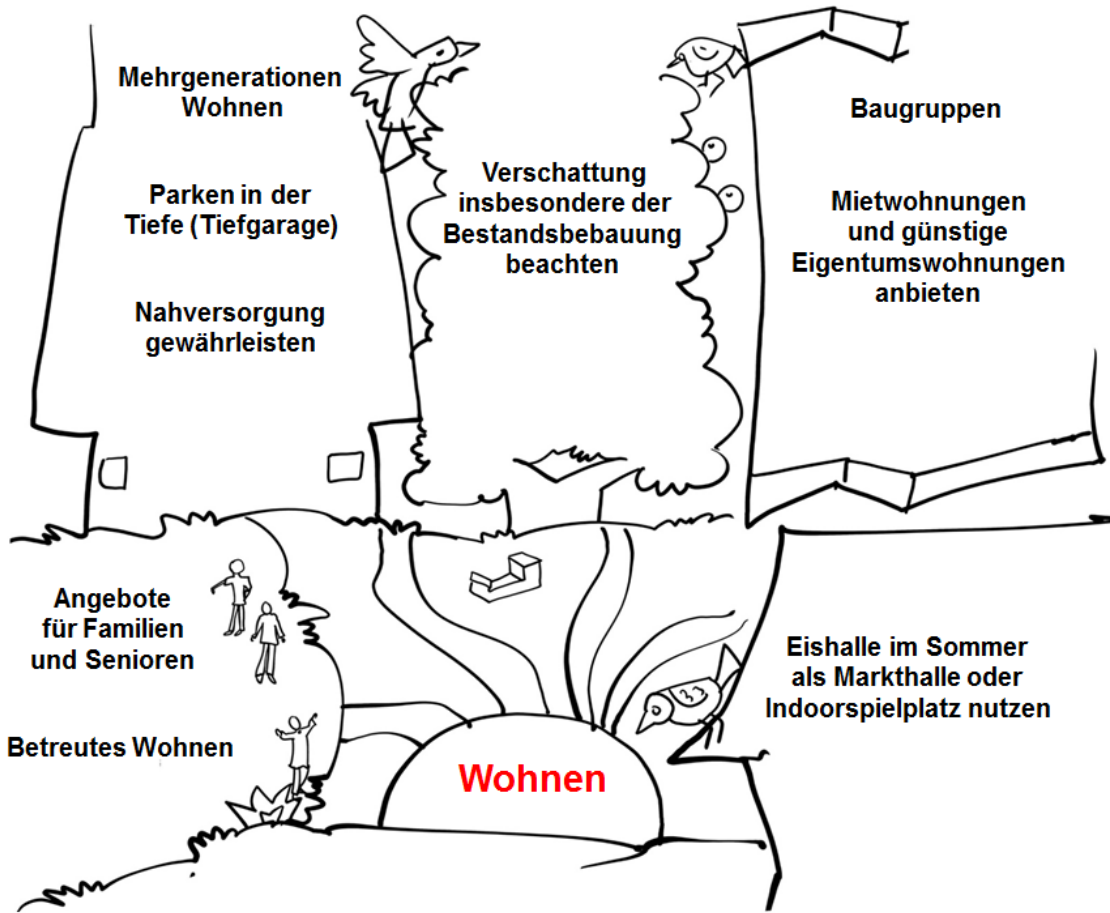 Mehrgenerationen
Wohnen
Parken in der
Tiefe (Tiefgarage)
Nahversorgung
gewährleisten
Verschattung
insbesondere der
Bestandsbebauung
beachten
Baugruppen
Mietwohnungen
und günstige
Eigentumswohnungen
anbieten
Angebote
für Familien
und Senioren
Betreutes Wohnen
Wohnen
Eishalle im Sommer
als Markthalle oder
Indoorspielplatz nutzen